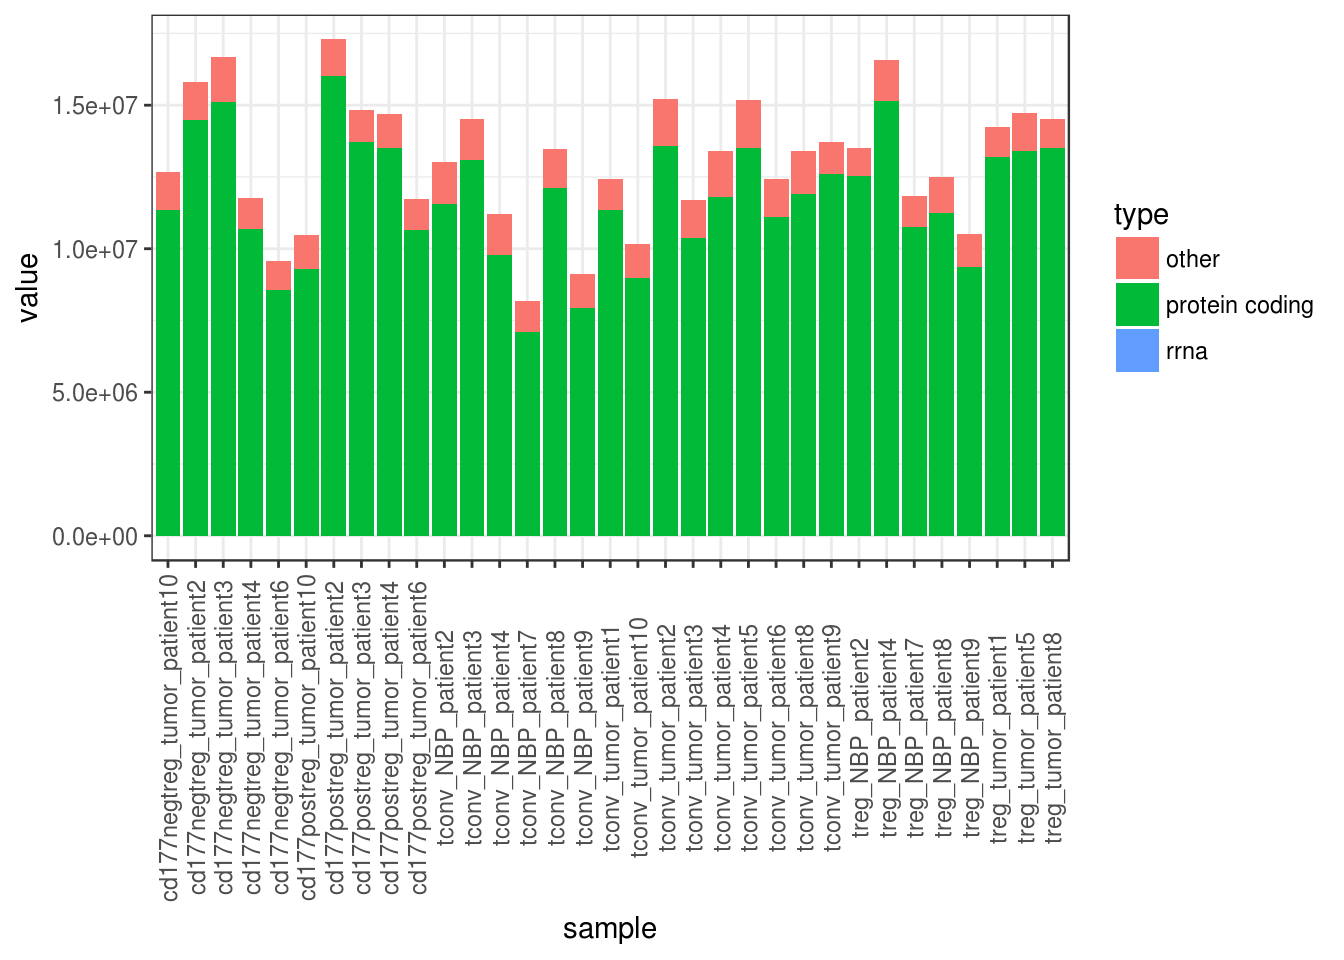 value
1.5e+07
1.0e+07
5.0e+06
0.0e+00
cd177negtreg_tumor_patient10
cd177negtreg_tumor_patient2
cd177negtreg_tumor_patient3
cd177negtreg_tumor_patient4
cd177negtreg_tumor_patient6
cd177postreg_tumor_patient10
cd177postreg_tumor_patient2
cd177postreg_tumor_patient3
cd177postreg_tumor_patient4
cd177postreg_tumor_patient6
tconv_NBP_patient2
tconv_NBP_patient3
tconv_NBP_patient4
tconv_NBP_patient7
tconv_NBP_patient8
tconv_NBP_patient9
tconv_tumor_patient1
tconv_tumor_patient10
tconv_tumor_patient2
tconv_tumor_patient3
tconv_tumor_patient4
tconv_tumor_patient5
tconv_tumor_patient6
tconv_tumor_patient8
tconv_tumor_patient9
treg_NBP_patient2
treg_NBP_patient4
treg_NBP_patient7
treg_NBP_patient8
treg_NBP_patient9
treg_tumor_patient1
treg_tumor_patient5
treg_tumor_patient8
sample
type
other
protein coding
rrna